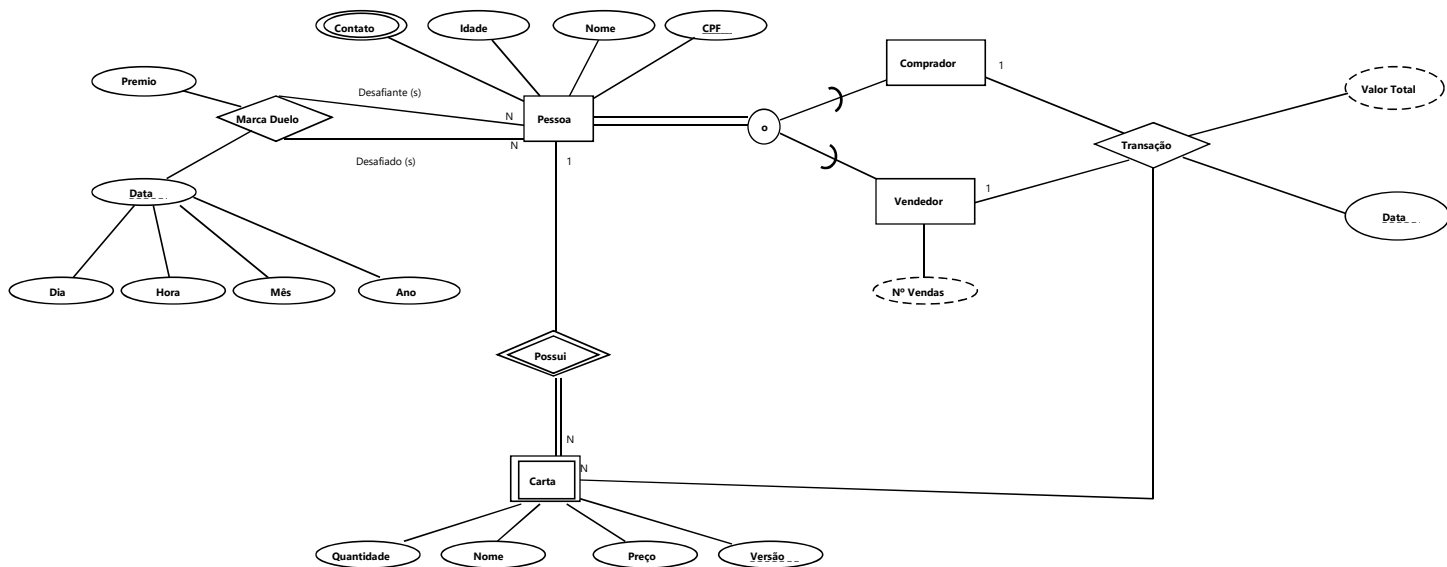 Contato
Idade
Nome
CPF
Comprador
1
Valor Total
Premio
Desafiante (s)
Marca Duelo
N
Pessoa
o
Transação
N
Desafiado (s)
1
1
Vendedor
Data
Data
Dia
Hora
Mês
Ano
Nº Vendas
Possui
N
N
Carta
Quantidade
Nome
Preço
Versão